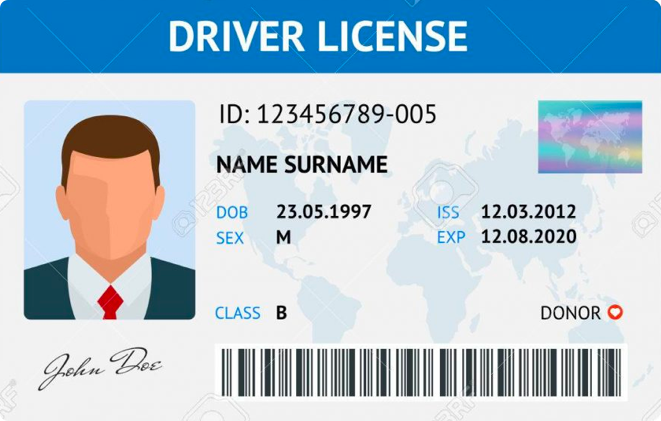 DRIVER LICENSE
ID: 123456789-005
NAME SURNAME
DOB 23.05.1997 ISS 12.03.2012
SEX M EXP 12.08.2020
CLASS B DONOR
John Doe